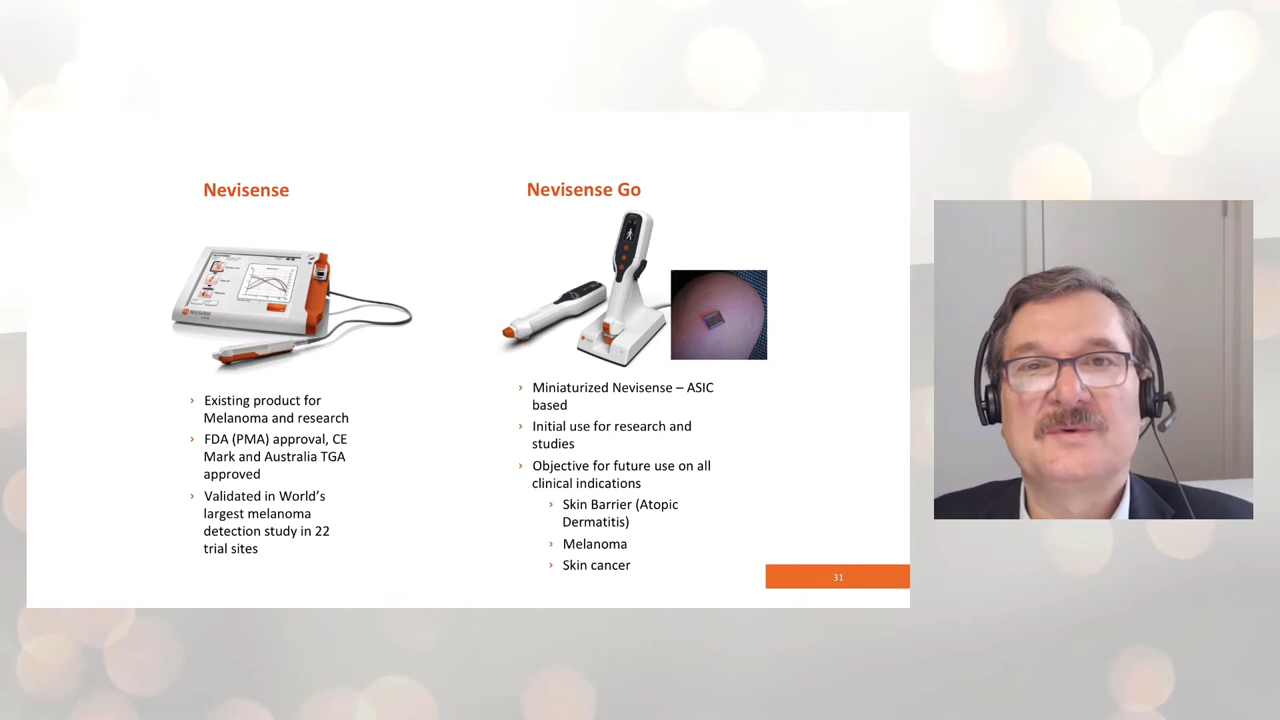 Nevisense
Nevisense Go
NEVISENSE
› Existing product for
Melanoma and research
› FDA (PMA) approval, CE
Mark and Australia TGA
approved
› Validated in World's
largest melanoma
detection study in 22
trial sites
› Miniaturized Nevisense – ASIC
based
› Initial use for research and
studies
› Objective for future use on all
clinical indications
› Skin Barrier (Atopic
Dermatitis)
› Melanoma
› Skin cancer
31